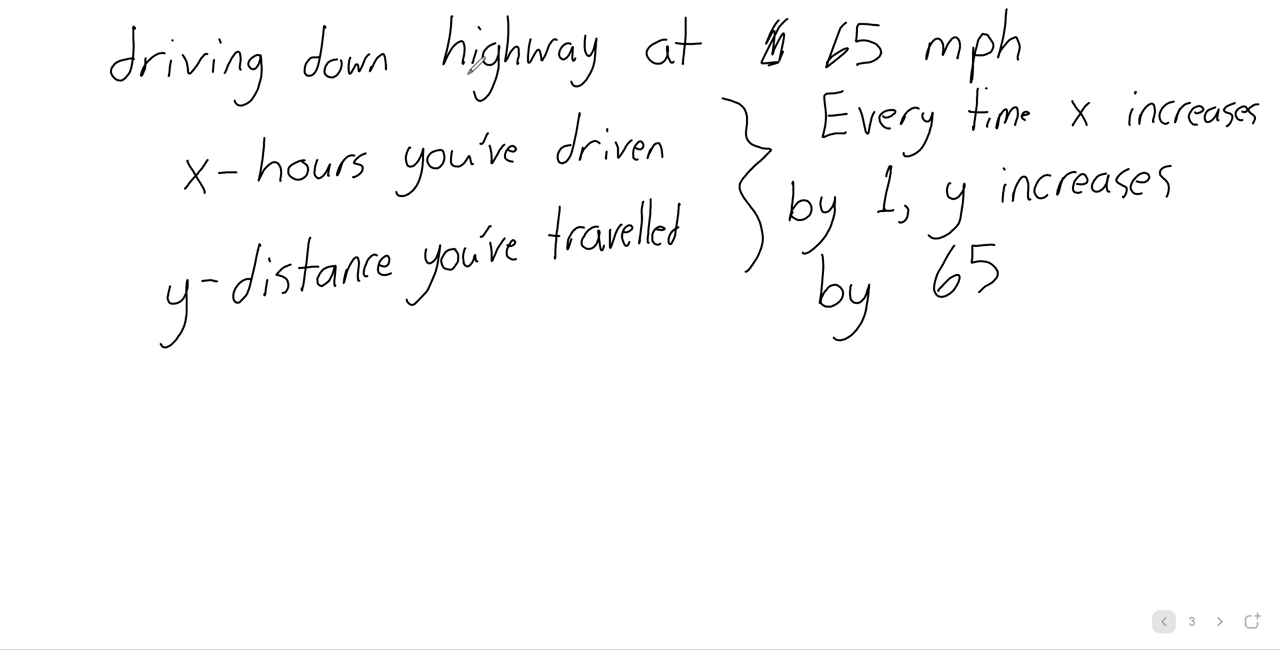 driving down highway at 65 mph
x - hours you've driven
y - distance you've travelled
Every time x increases
by 1, y increases
by 65
3